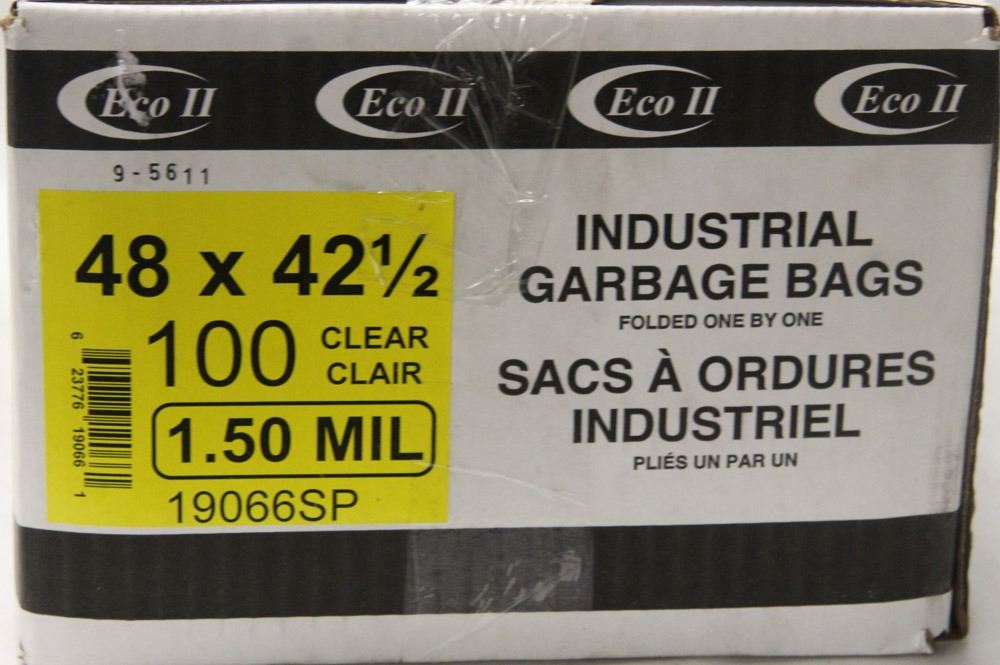 Eco II Eco II Eco II Eco II
9-5611
48 x 42½
100 CLEAR
CLAIR
1.50 MIL
19066SP
6 23776 19066 1
INDUSTRIAL
GARBAGE BAGS
FOLDED ONE BY ONE
SACS À ORDURES
INDUSTRIEL
PLIÉS UN PAR UN